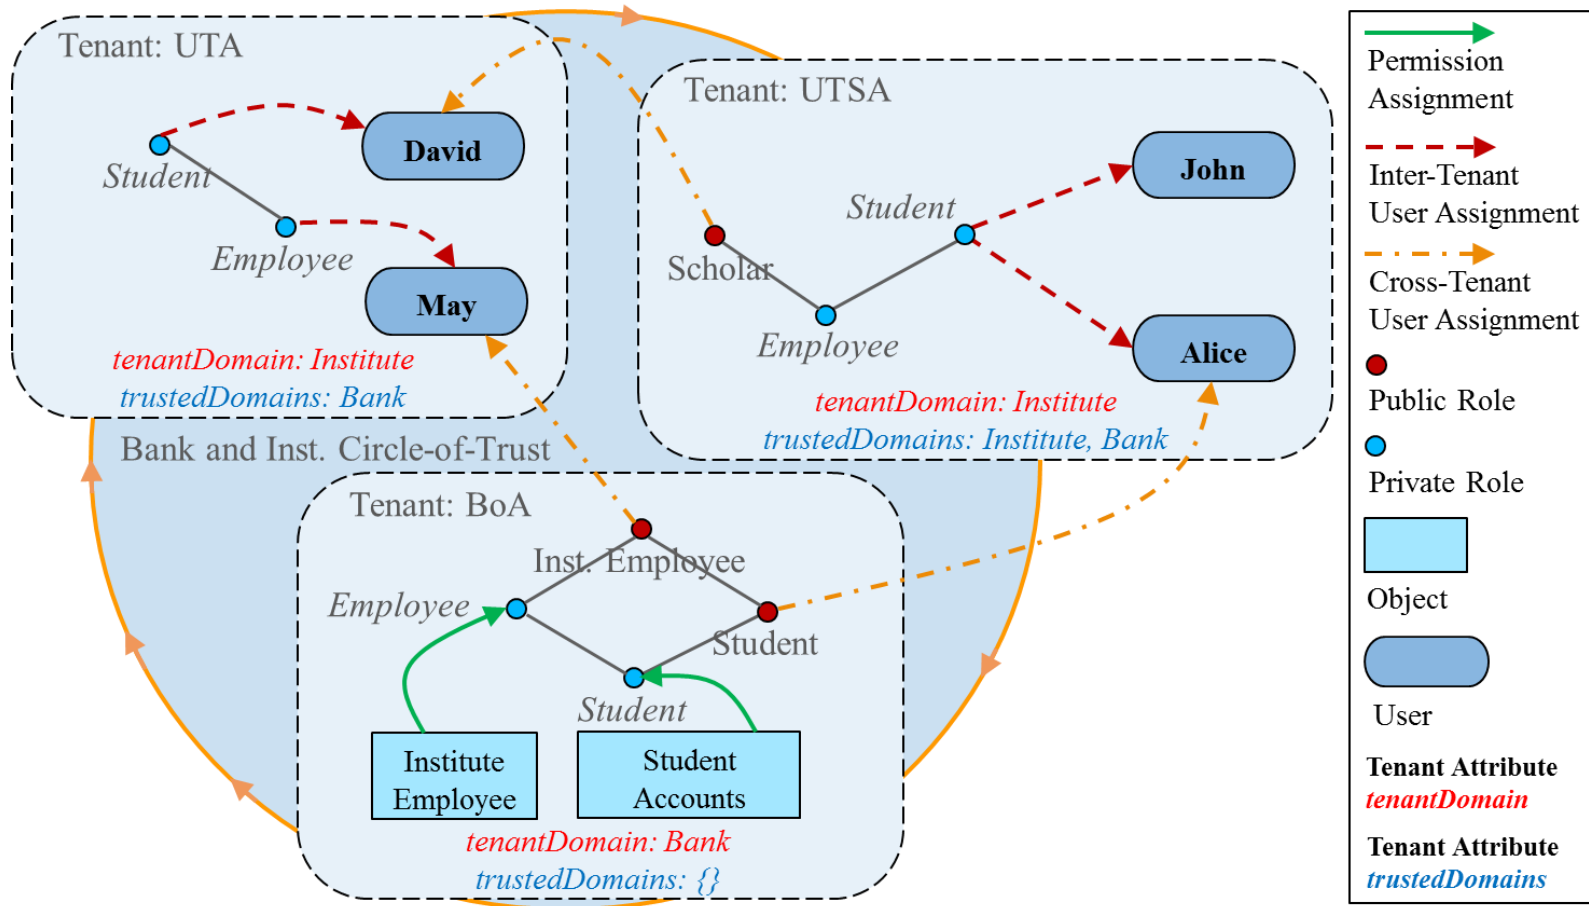 Tenant: UTA
David
Student
Employee
May
tenantDomain: Institute
trustedDomains: Bank
Tenant: UTSA
John
Student
Scholar
Employee
Alice
tenantDomain: Institute
trustedDomains: Institute, Bank
Bank and Inst. Circle-of-Trust
Tenant: BoA
Inst. Employee
Employee
Student
Student
Institute
Employee
Student
Accounts
tenantDomain: Bank
trustedDomains: {}
Permission
Assignment
Inter-Tenant
User Assignment
Cross-Tenant
User Assignment
Public Role
Private Role
Object
User
Tenant Attribute
tenantDomain
Tenant Attribute
trustedDomains